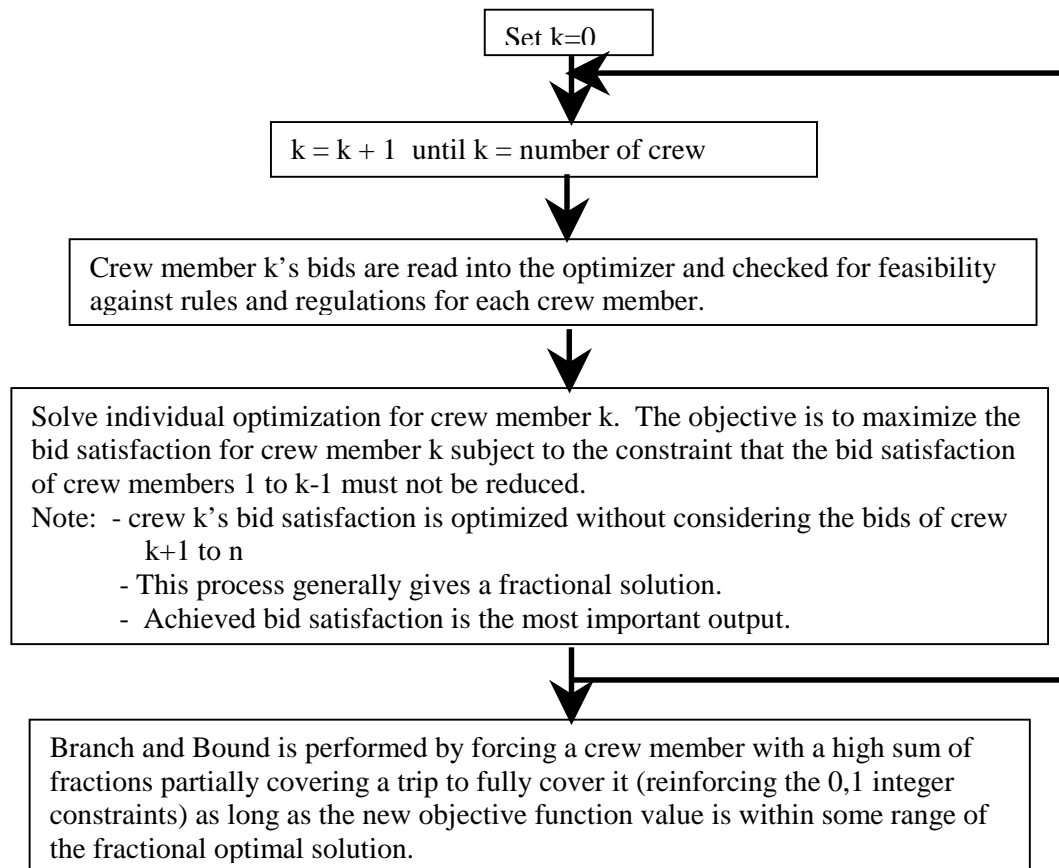 Set k=0
k = k + 1 until k = number of crew
Crew member k’s bids are read into the optimizer and checked for feasibility
against rules and regulations for each crew member.
Solve individual optimization for crew member k. The objective is to maximize the
bid satisfaction for crew member k subject to the constraint that the bid satisfaction
of crew members 1 to k-1 must not be reduced.
Note: - crew k’s bid satisfaction is optimized without considering the bids of crew
k+1 to n
- This process generally gives a fractional solution.
- Achieved bid satisfaction is the most important output.
Branch and Bound is performed by forcing a crew member with a high sum of
fractions partially covering a trip to fully cover it (reinforcing the 0,1 integer
constraints) as long as the new objective function value is within some range of
the fractional optimal solution.